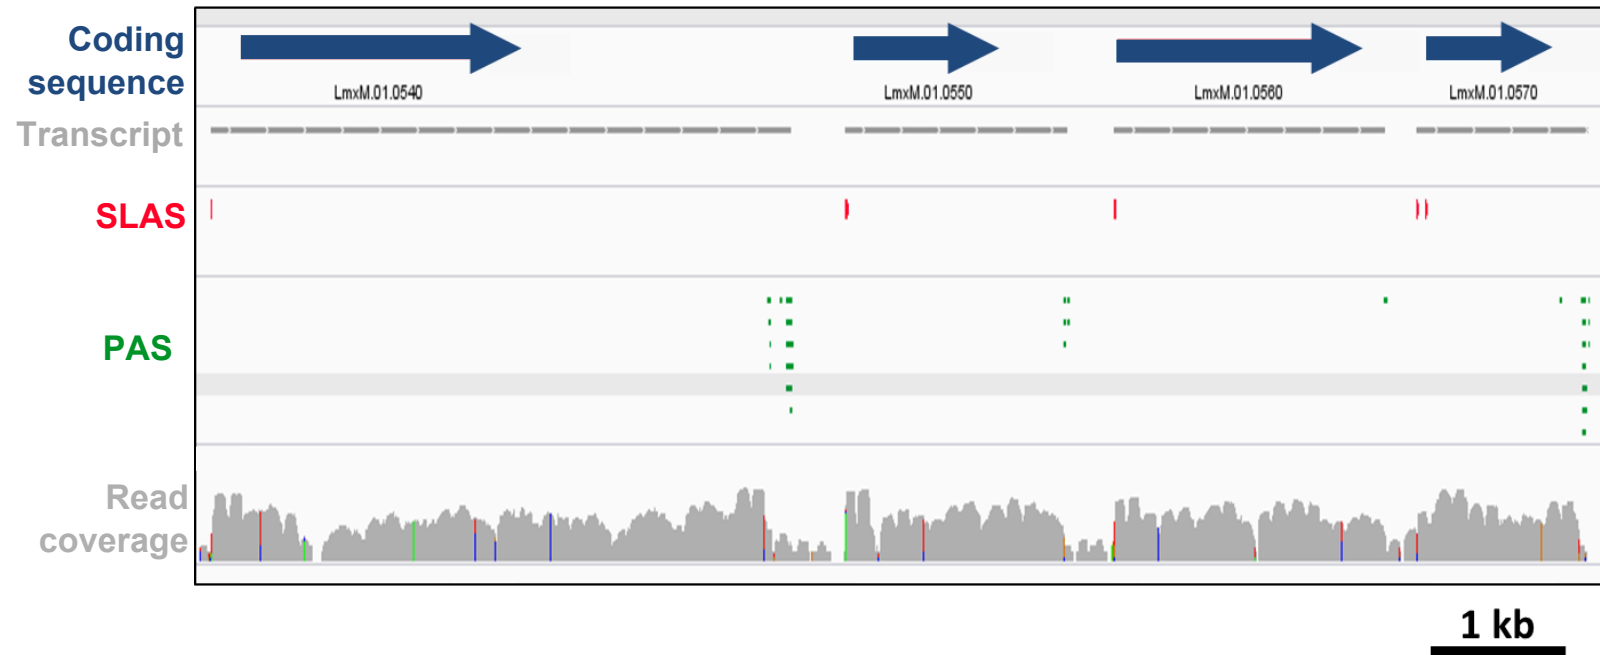 Coding
sequence
LmxM.01.0540
LmxM.01.0550
LmxM.01.0560
LmxM.01.0570
Transcript
SLAS
PAS
Read
coverage
1 kb